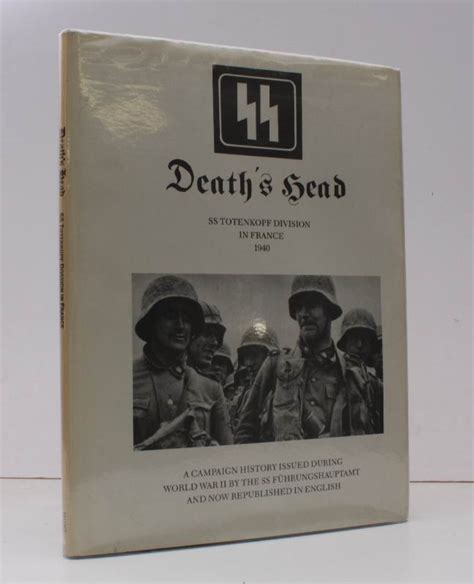 SS
Death's Head
SS TOTENKOPF DIVISION
IN FRANCE
1940
A CAMPAIGN HISTORY ISSUED DURING
WORLD WAR II BY THE SS FÜHRUNGSHAUPTAMT
AND NOW REPUBLISHED IN ENGLISH
Death's Head SS TOTENKOPF DIVISION IN FRANCE